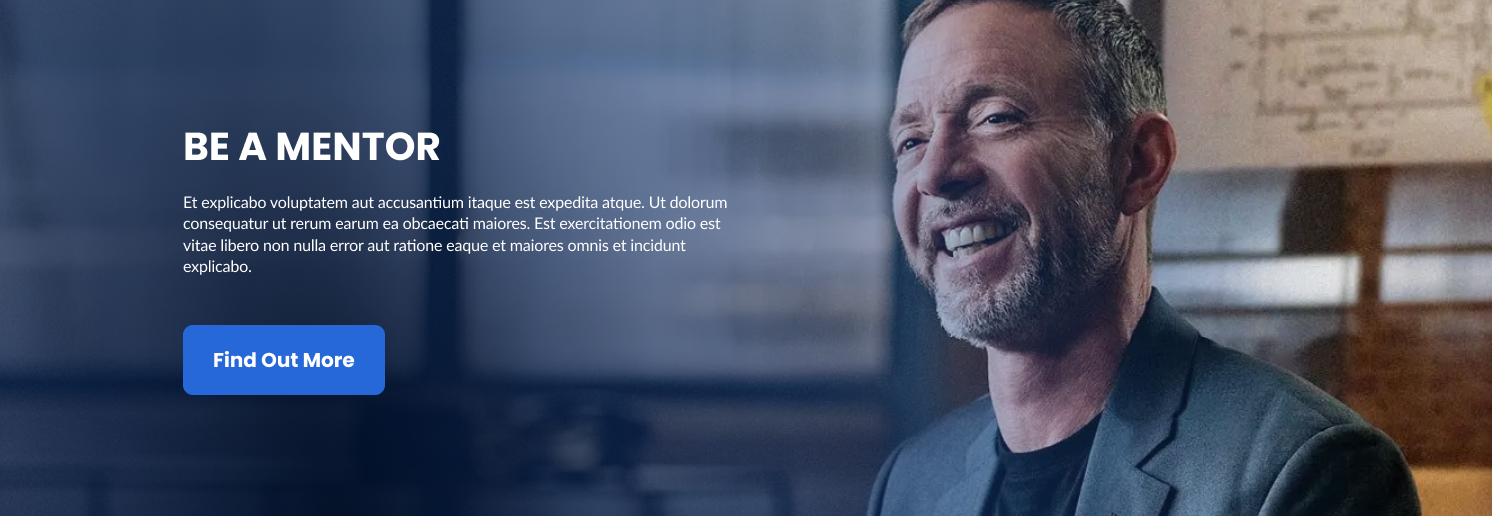 BE A MENTOR
Et explicabo voluptatem aut accusantium itaque est expedita atque. Ut dolorum
consequatur ut rerum earum ea obcaecati maiores. Est exercitationem odio est
vitae libero non nulla error aut ratione eaque et maiores omnis et incidunt
explicabo.
Find Out More